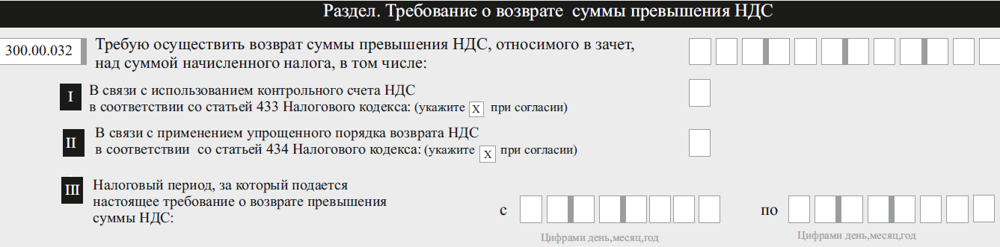 Раздел. Требование о возврате суммы превышения НДС
300.00.032
Требую осуществить возврат суммы превышения НДС, относимого в зачет,
над суммой начисленного налога, в том числе:
I
В связи с использованием контрольного счета НДС
в соответствии со статьей 433 Налогового кодекса: (укажите X при согласии)
II
В связи с применением упрощенного порядка возврата НДС
в соответствии со статьей 434 Налогового кодекса: (укажите X при согласии)
III
Налоговый период, за который подается
настоящее требование о возврате превышения
суммы НДС:
с
по
Цифрами день,месяц,год
Цифрами день,месяц,год